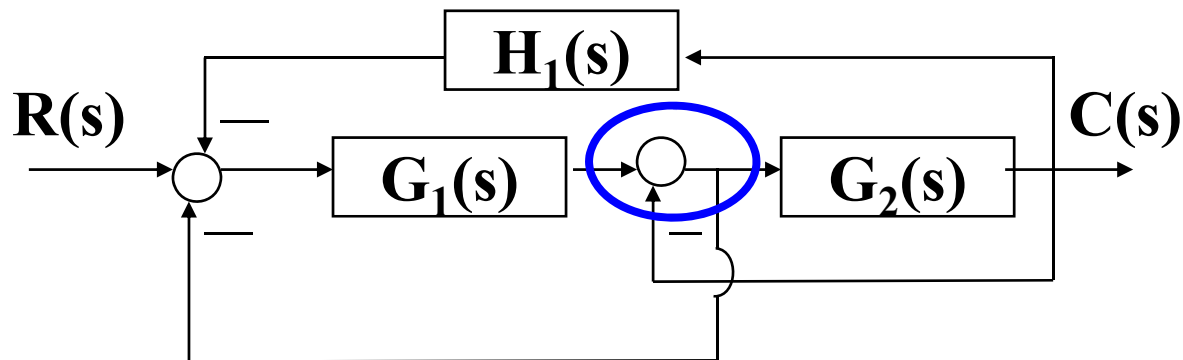 H₁(s)
R(s)
—
C(s)
G₁(s)
G₂(s)
—
—